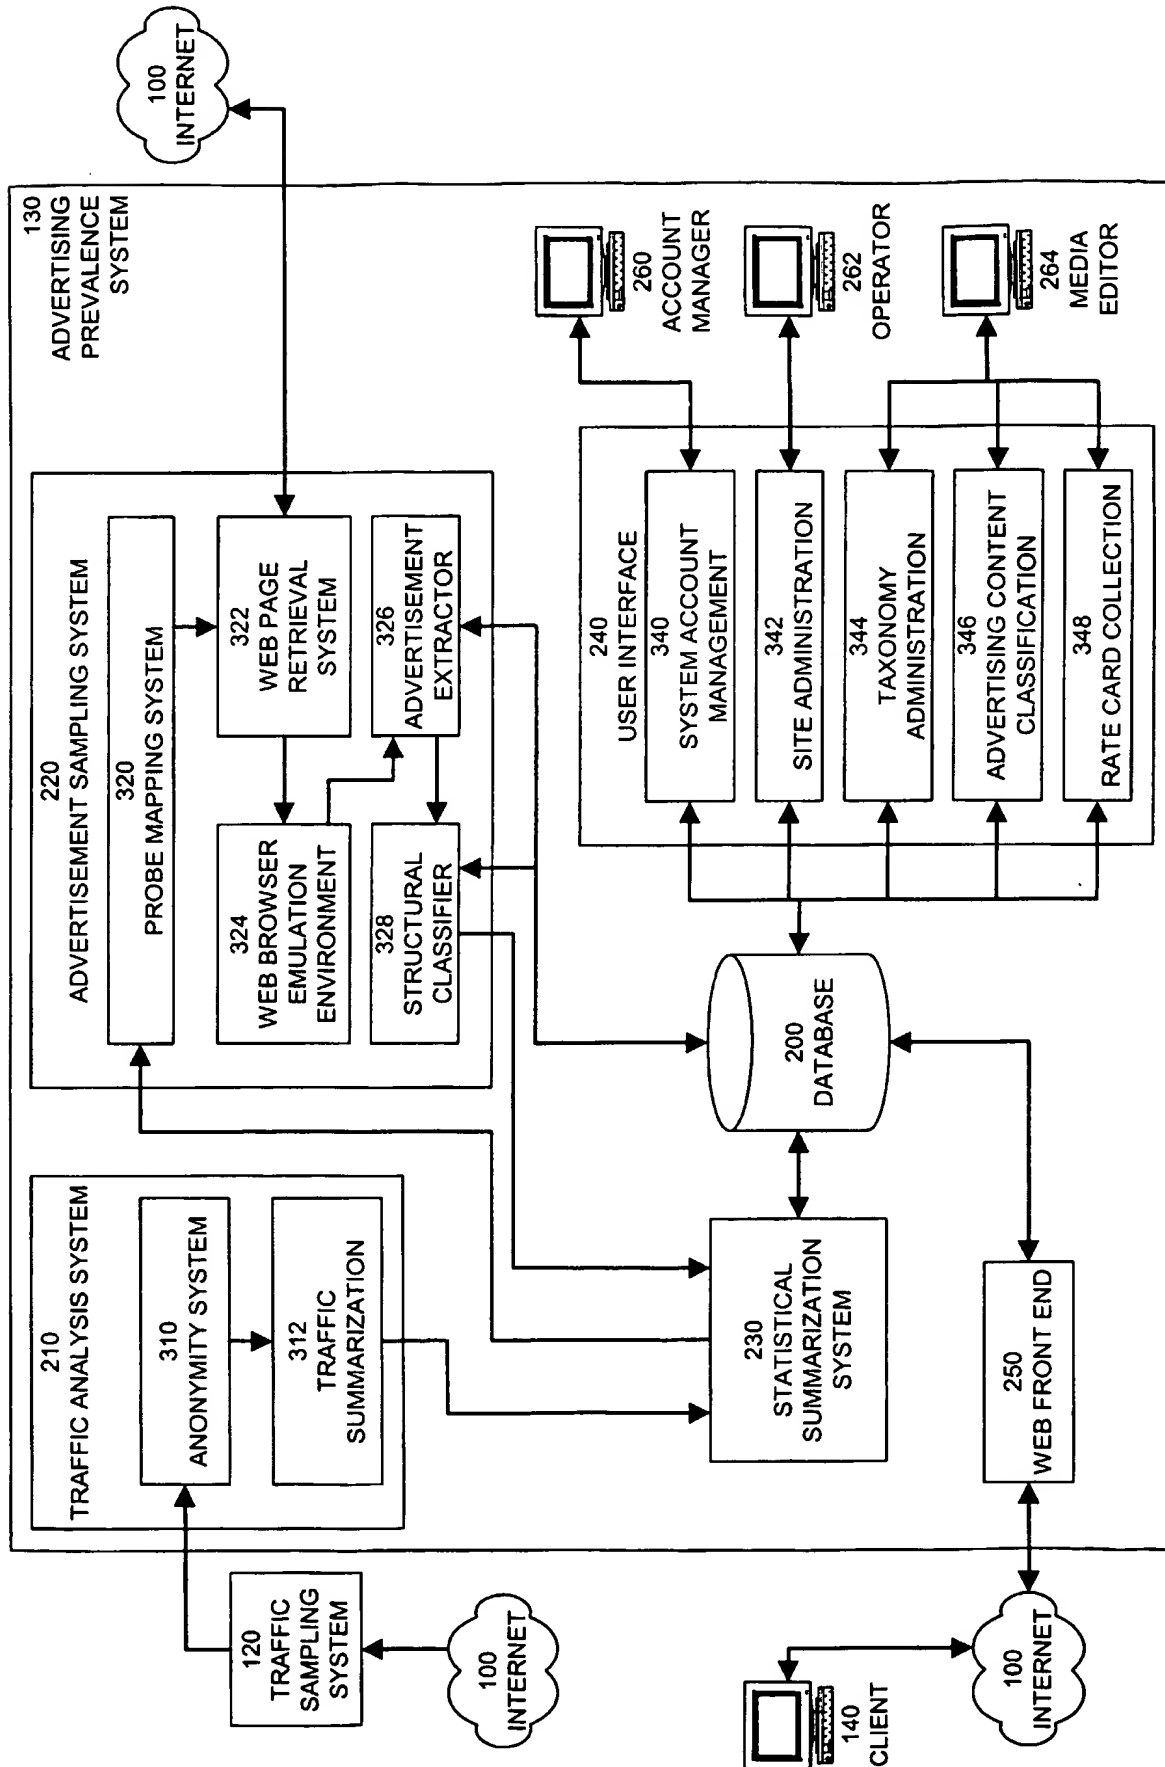 100
INTERNET
130
ADVERTISING
PREVALENCE
SYSTEM
210
TRAFFIC ANALYSIS SYSTEM
310
ANONYMITY SYSTEM
312
TRAFFIC
SUMMARIZATION
220
ADVERTISEMENT SAMPLING SYSTEM
320
PROBE MAPPING SYSTEM
322
WEB PAGE
RETRIEVAL
SYSTEM
324
WEB BROWSER
EMULATION
ENVIRONMENT
326
ADVERTISEMENT
EXTRACTOR
328
STRUCTURAL
CLASSIFIER
120
TRAFFIC
SAMPLING
SYSTEM
100
INTERNET
230
STATISTICAL
SUMMARIZATION
SYSTEM
200
DATABASE
240
USER INTERFACE
340
SYSTEM ACCOUNT
MANAGEMENT
342
SITE ADMINISTRATION
344
TAXONOMY
ADMINISTRATION
346
ADVERTISING CONTENT
CLASSIFICATION
348
RATE CARD COLLECTION
260
ACCOUNT
MANAGER
262
OPERATOR
264
MEDIA
EDITOR
140
CLIENT
100
INTERNET
250
WEB FRONT END